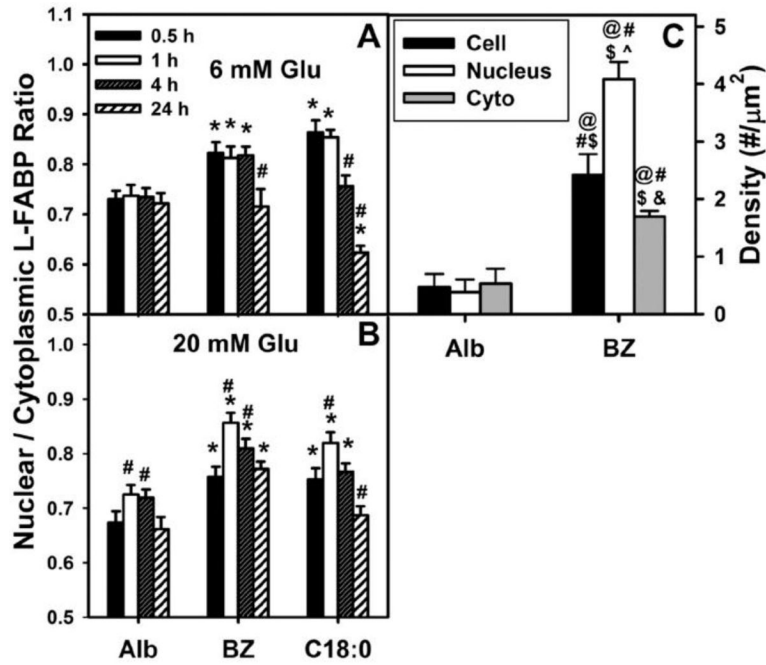 Nuclear / Cytoplasmic L-FABP Ratio
1.1
1.0
0.9
0.8
0.7
0.6
0.5
0.5 h
1 h
4 h
24 h
A
6 mM Glu
* * *
#
* *
#
#
*
B
20 mM Glu
1.0
0.9
0.8
0.7
0.6
0.5
# #
*
#
*
#
*
*
*
#
*
*
#
Alb BZ C18:0
C
Cell
Nucleus
Cyto
@
#$
@#
$ ^
@#
$ &
5
4
3
2
1
0
Density (#/μm²)
Alb BZ